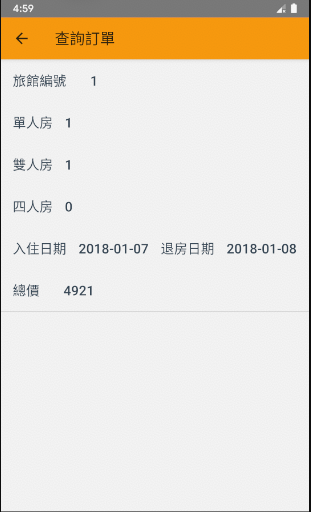 4:59
查詢訂單
旅館編號 1
單人房 1
雙人房 1
四人房 0
入住日期 2018-01-07 退房日期 2018-01-08
總價 4921